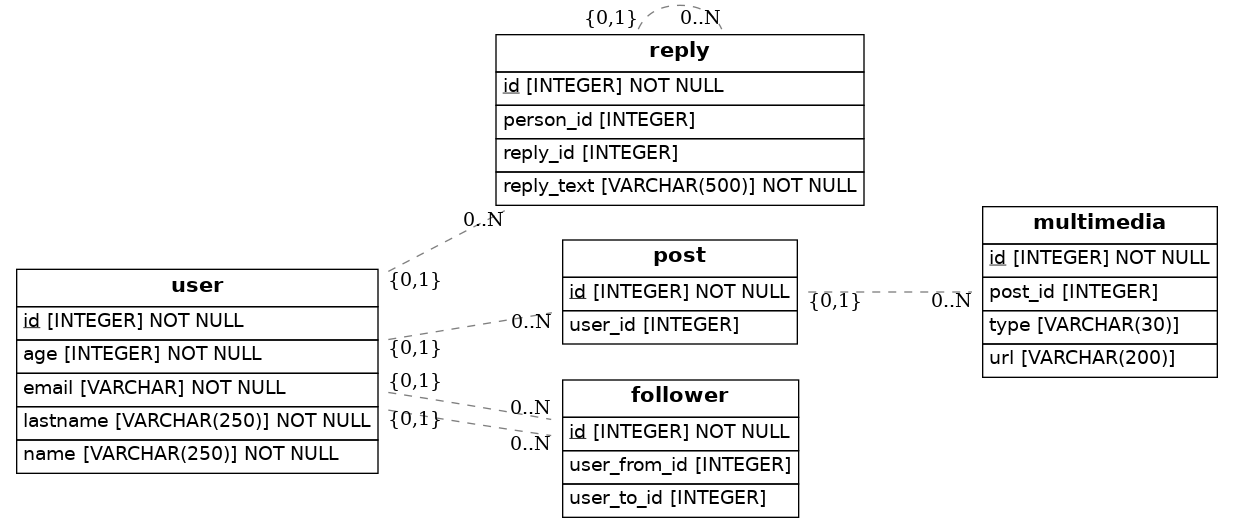 {0,1} 0..N
reply
id [INTEGER] NOT NULL
person_id [INTEGER]
reply_id [INTEGER]
reply_text [VARCHAR(500)] NOT NULL
0..N
{0,1}
user
id [INTEGER] NOT NULL
age [INTEGER] NOT NULL
email [VARCHAR] NOT NULL
lastname [VARCHAR(250)] NOT NULL
name [VARCHAR(250)] NOT NULL
post
id [INTEGER] NOT NULL
user_id [INTEGER]
0..N
{0,1}
{0,1}
0..N
multimedia
id [INTEGER] NOT NULL
post_id [INTEGER]
type [VARCHAR(30)]
url [VARCHAR(200)]
{0,1}
0..N
{0,1}
0..N
follower
id [INTEGER] NOT NULL
user_from_id [INTEGER]
user_to_id [INTEGER]